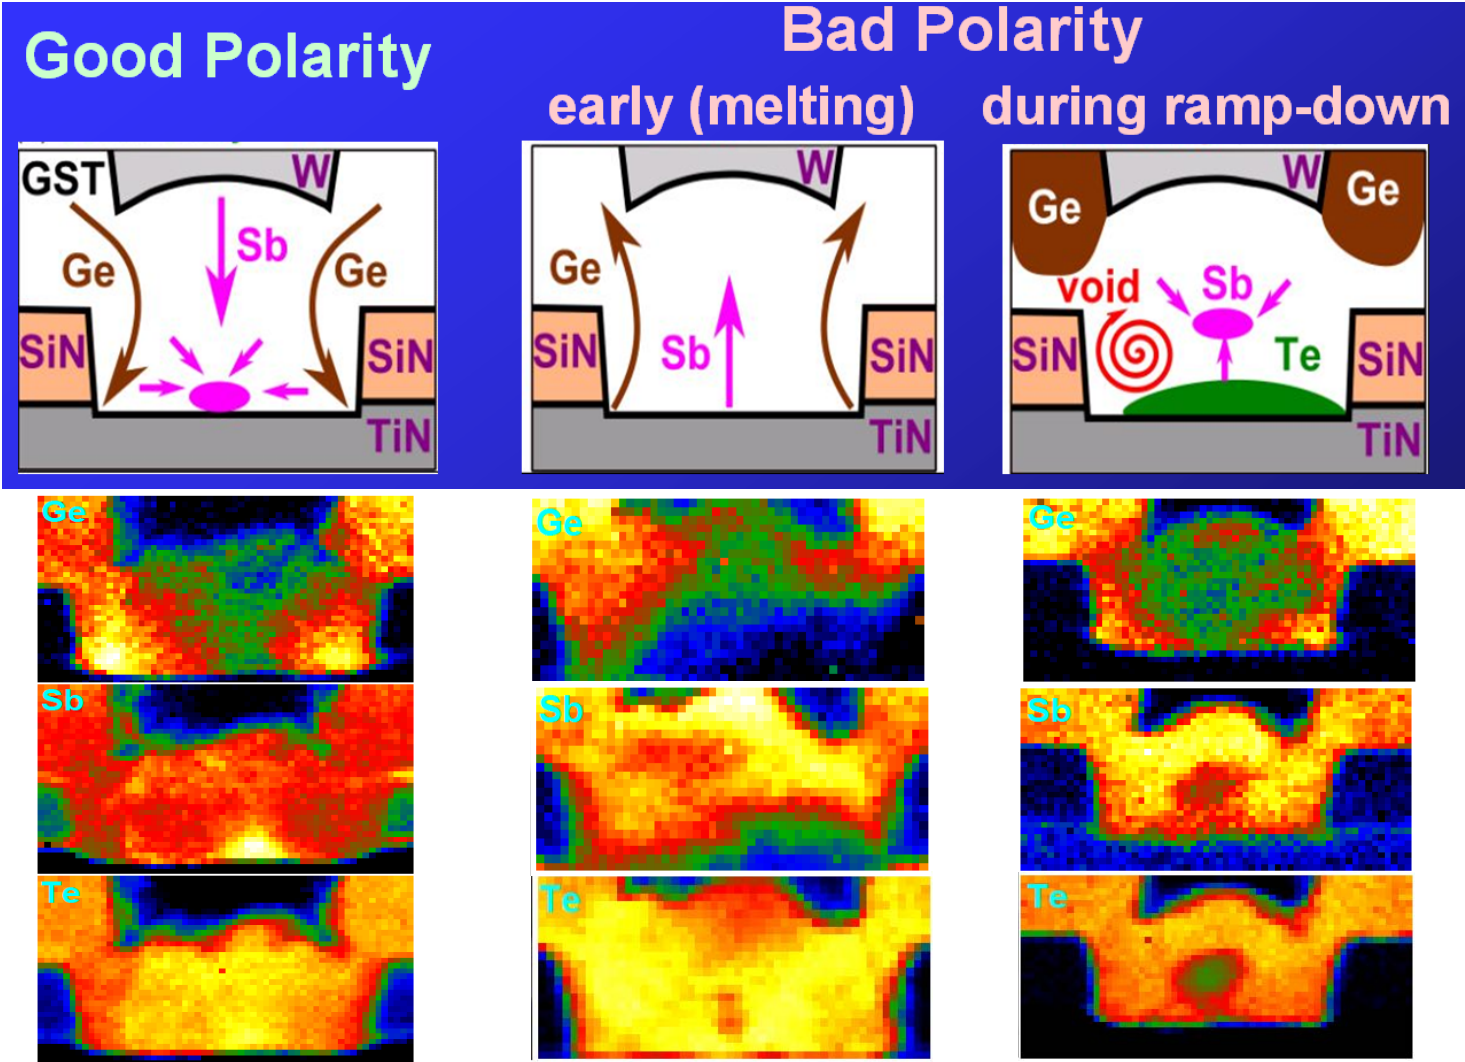 Good Polarity
Bad Polarity
early (melting)
during ramp-down
GST
W
Sb
Ge
Ge
SiN
SiN
TiN
W
Ge
Sb
SiN
SiN
TiN
Ge
W
Ge
void
Sb
Te
SiN
SiN
TiN
Ge
Ge
Ge
Sb
Sb
Sb
Te
Te
Te